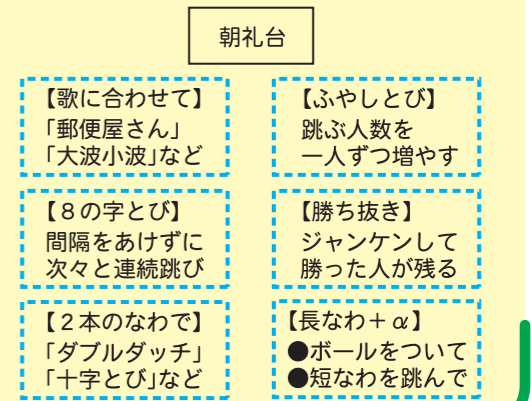 朝礼台
【歌に合わせて】
「郵便屋さん」
「大波小波」など
【ふやしとび】
跳ぶ人数を
一人ずつ増やす
【８の字とび】
間隔をあけずに
次々と連続跳び
【勝ち抜き】
ジャンケンして
勝った人が残る
【２本のなわで】
「ダブルダッチ」
「十字とび」など
【長なわ＋α】
●ボールをついて
●短なわを跳んで